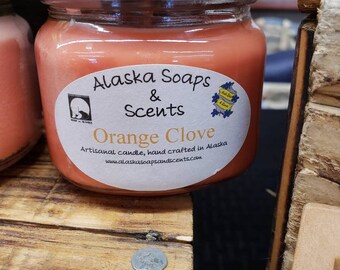 Alaska Soaps
&
Scents
Orange Clove
Artisanal candle, hand crafted in Alaska
www.alaskasoapsandscents.com